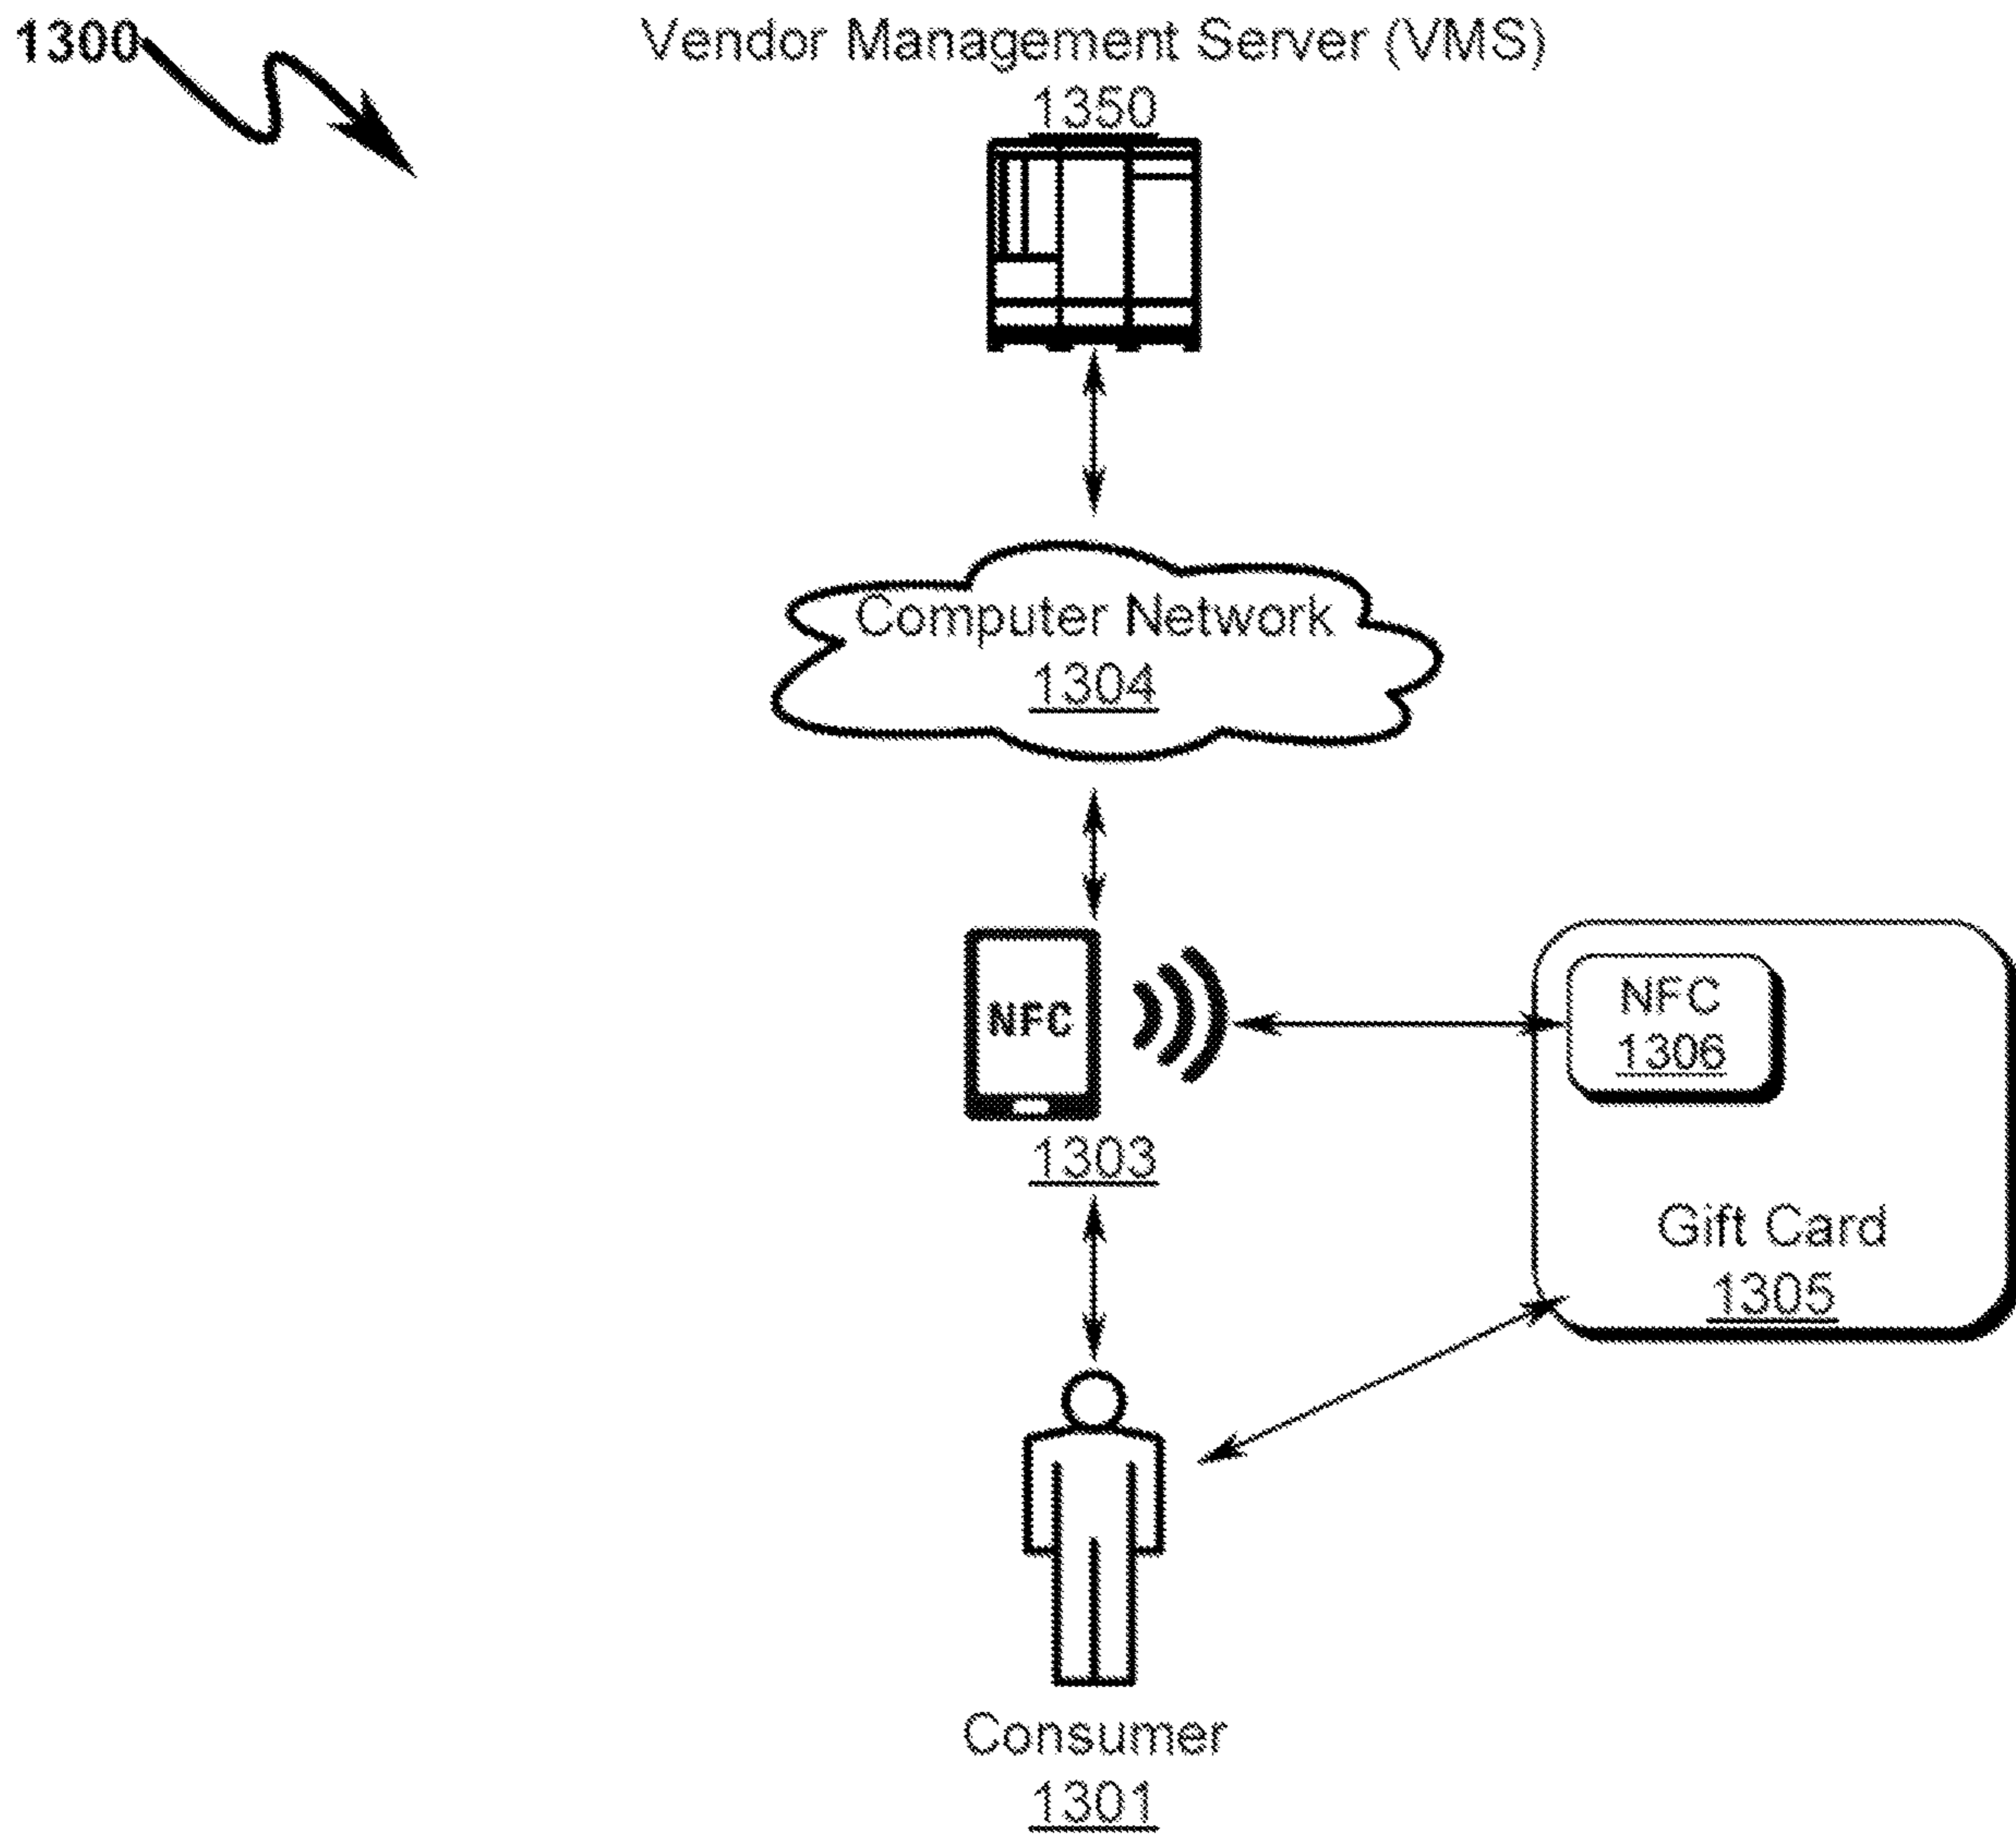 1300
Vendor Management Server (VMS)
1350
Computer Network
1304
NFC
1303
NFC
1306
Gift Card
1305
Consumer
1301